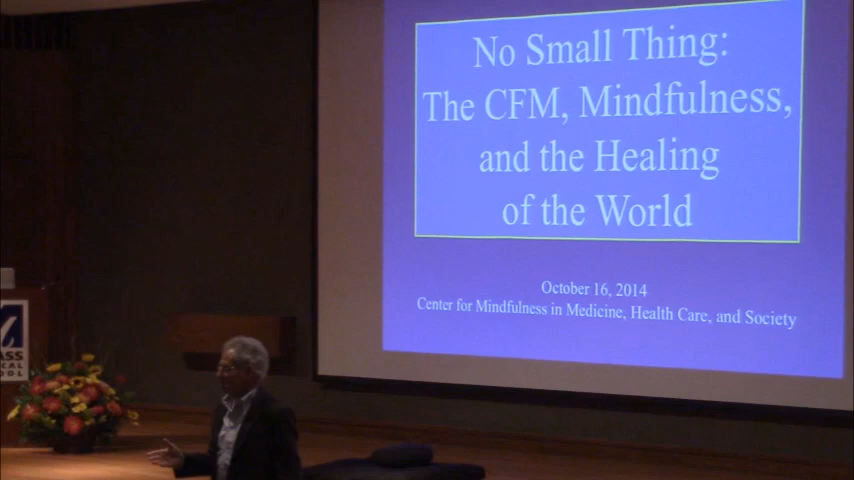 No Small Thing:
The CFM, Mindfulness,
and the Healing
of the World
October 16, 2014
Center for Mindfulness in Medicine, Health Care, and Society